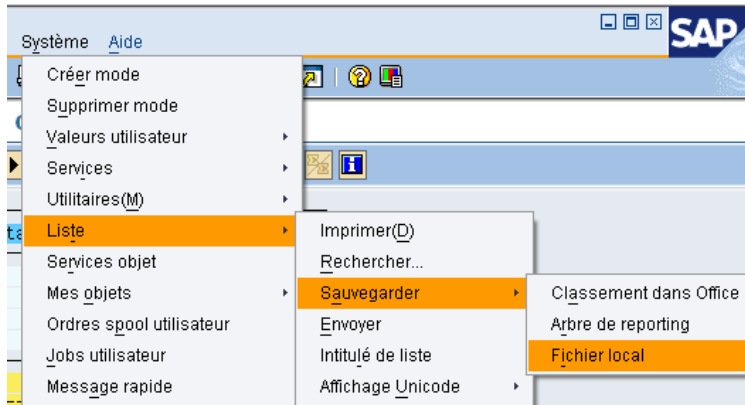 Système Aide
SAP
Créer mode
Supprimer mode
Valeurs utilisateur
Services
Utilitaires(M)
Liste
Services objet
Mes objets
Ordres spool utilisateur
Jobs utilisateur
Message rapide
Imprimer(D)
Rechercher...
Sauvegarder
Envoyer
Intitulé de liste
Affichage Unicode
Classement dans Office
Arbre de reporting
Fichier local